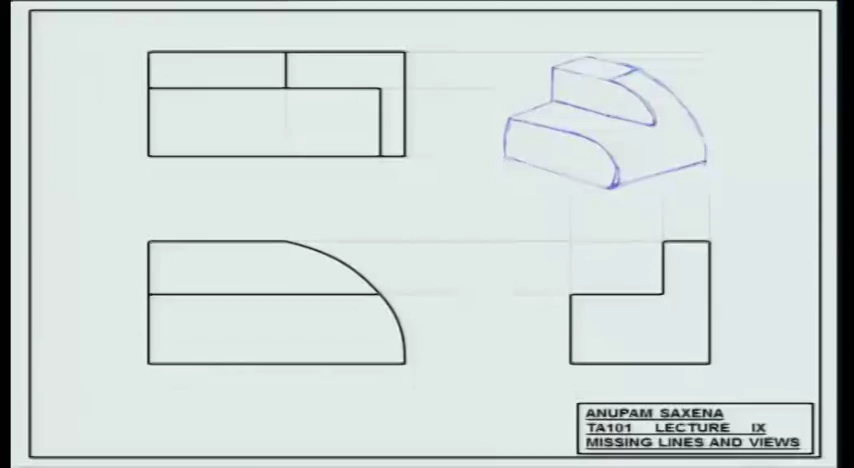 ANUPAM SAXENA
TA101 LECTURE IX
MISSING LINES AND VIEWS